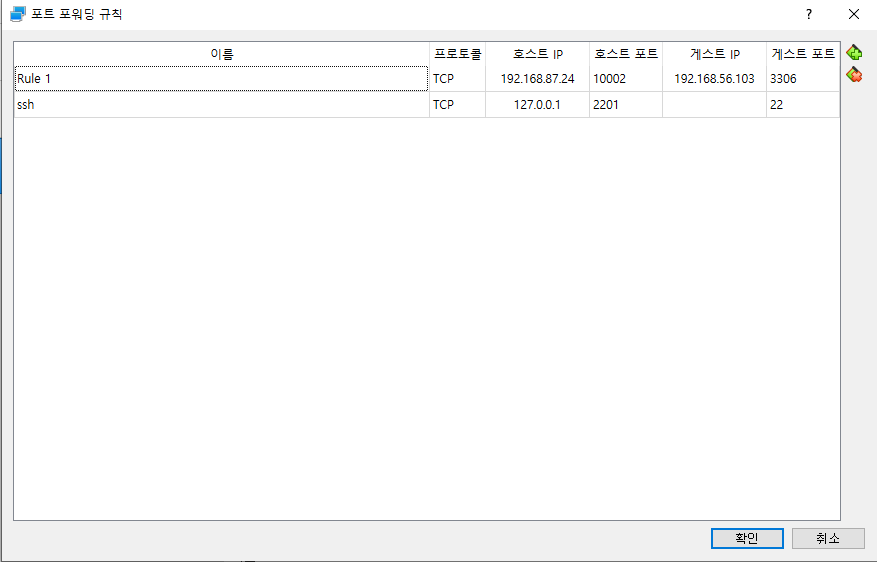 포트 포워딩 규칙
이름 프로토콜 호스트 IP 호스트 포트 게스트 IP 게스트 포트
Rule 1 TCP 192.168.87.24 10002 192.168.56.103 3306
ssh TCP 127.0.0.1 2201 22
확인 취소